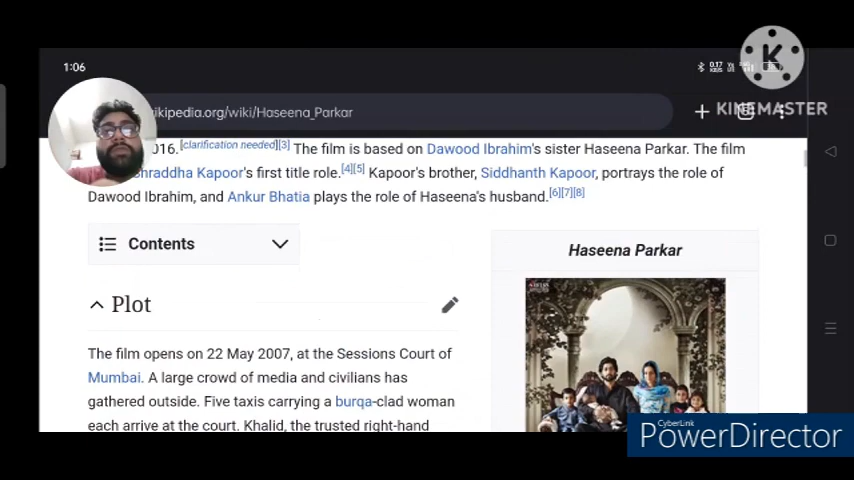 1:06
0.17
KB/S
KINEMASTER
ikipedia.org/wiki/Haseena_Parkar
016.[clarification needed][3] The film is based on Dawood Ibrahim's sister Haseena Parkar. The film
hraddha Kapoor's first title role.[4][5] Kapoor's brother, Siddhanth Kapoor, portrays the role of
Dawood Ibrahim, and Ankur Bhatia plays the role of Haseena's husband.[6][7][8]
Contents
Haseena Parkar
Plot
The film opens on 22 May 2007, at the Sessions Court of
Mumbai. A large crowd of media and civilians has
gathered outside. Five taxis carrying a burqa-clad woman
each arrive at the court. Khalid, the trusted right-hand
CyberLink
PowerDirector